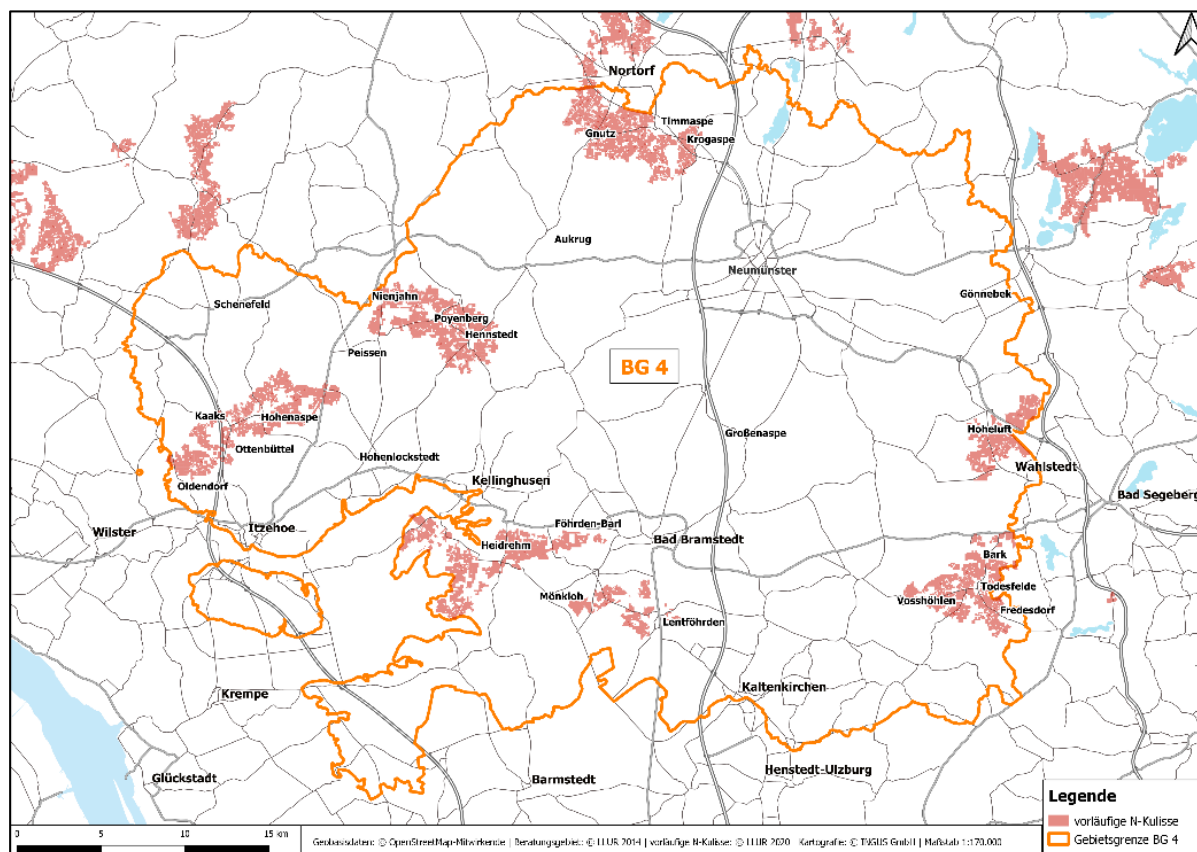 Nortorf
Timmaspe
Gnutz
Krogaspe
Aukrug
Neumünster
Schenefeld
Nienjahn
Gönnebek
Poyenberg
Hennstedt
Peissen
BG 4
Kaaks
Hohenaspe
Großenaspe
Hoheluft
Ottenbüttel
Hohenlockstedt
Wahlstedt
Oldendorf
Kellinghusen
Bad Segeberg
Wilster
Itzehoe
Föhrden-Barl
Bad Bramstedt
Heidrehm
Bark
Todesfelde
Mönkloh
Vosshöhlen
Fredesdorf
Lentföhrden
Krempe
Kaltenkirchen
Glückstadt
Barmstedt
Henstedt-Ulzburg
Legende
vorläufige N-Kulisse
Gebietsgrenze BG 4
0 5 10 15 km
Geobasisdaten: © OpenStreetMap-Mitwirkende | Beratungsgebiet: © LLUR 2014 | vorläufige N-Kulisse: © LLUR 2020 Kartografie: © INGUS GmbH | Maßstab 1:170.000